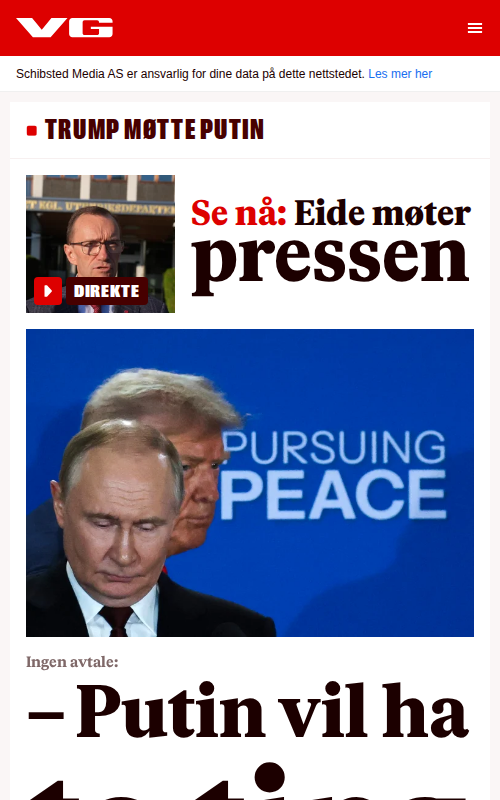 VG
Schibsted Media AS er ansvarlig for dine data på dette nettstedet. Les mer her
TRUMP MØTTE PUTIN
DIREKTE
Se nå: Eide møter
pressen
PURSUING
PEACE
Ingen avtale:
– Putin vil ha